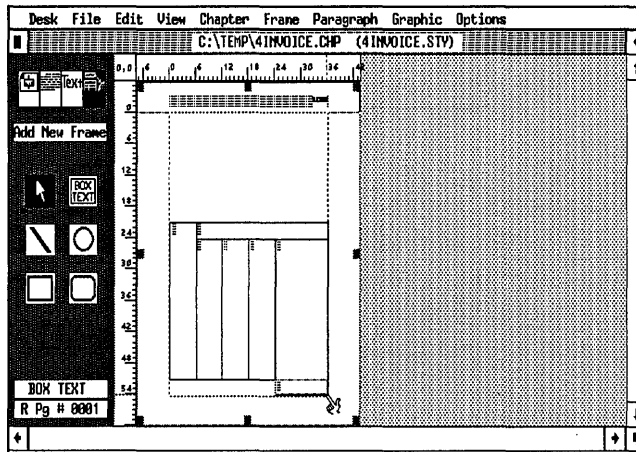 Desk File Edit View Chapter Frame Paragraph Graphic Options
C:\TEMP\4INVOICE.CHP (4INVOICE.STY)
0,0 6 0 6 12 18 24 30 36 42
Text
Add New Frame
BOX
TEXT
0
6
12
18
24
30
36
42
48
54
BOX TEXT
R Pg # 0001